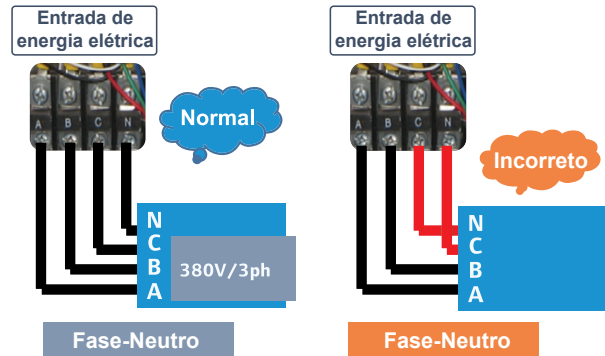 Entrada de
energia elétrica
A B C N
Normal
N
C
B
A
380V/3ph
Fase-Neutro
Entrada de
energia elétrica
A B C N
Incorreto
N
C
B
A
Fase-Neutro